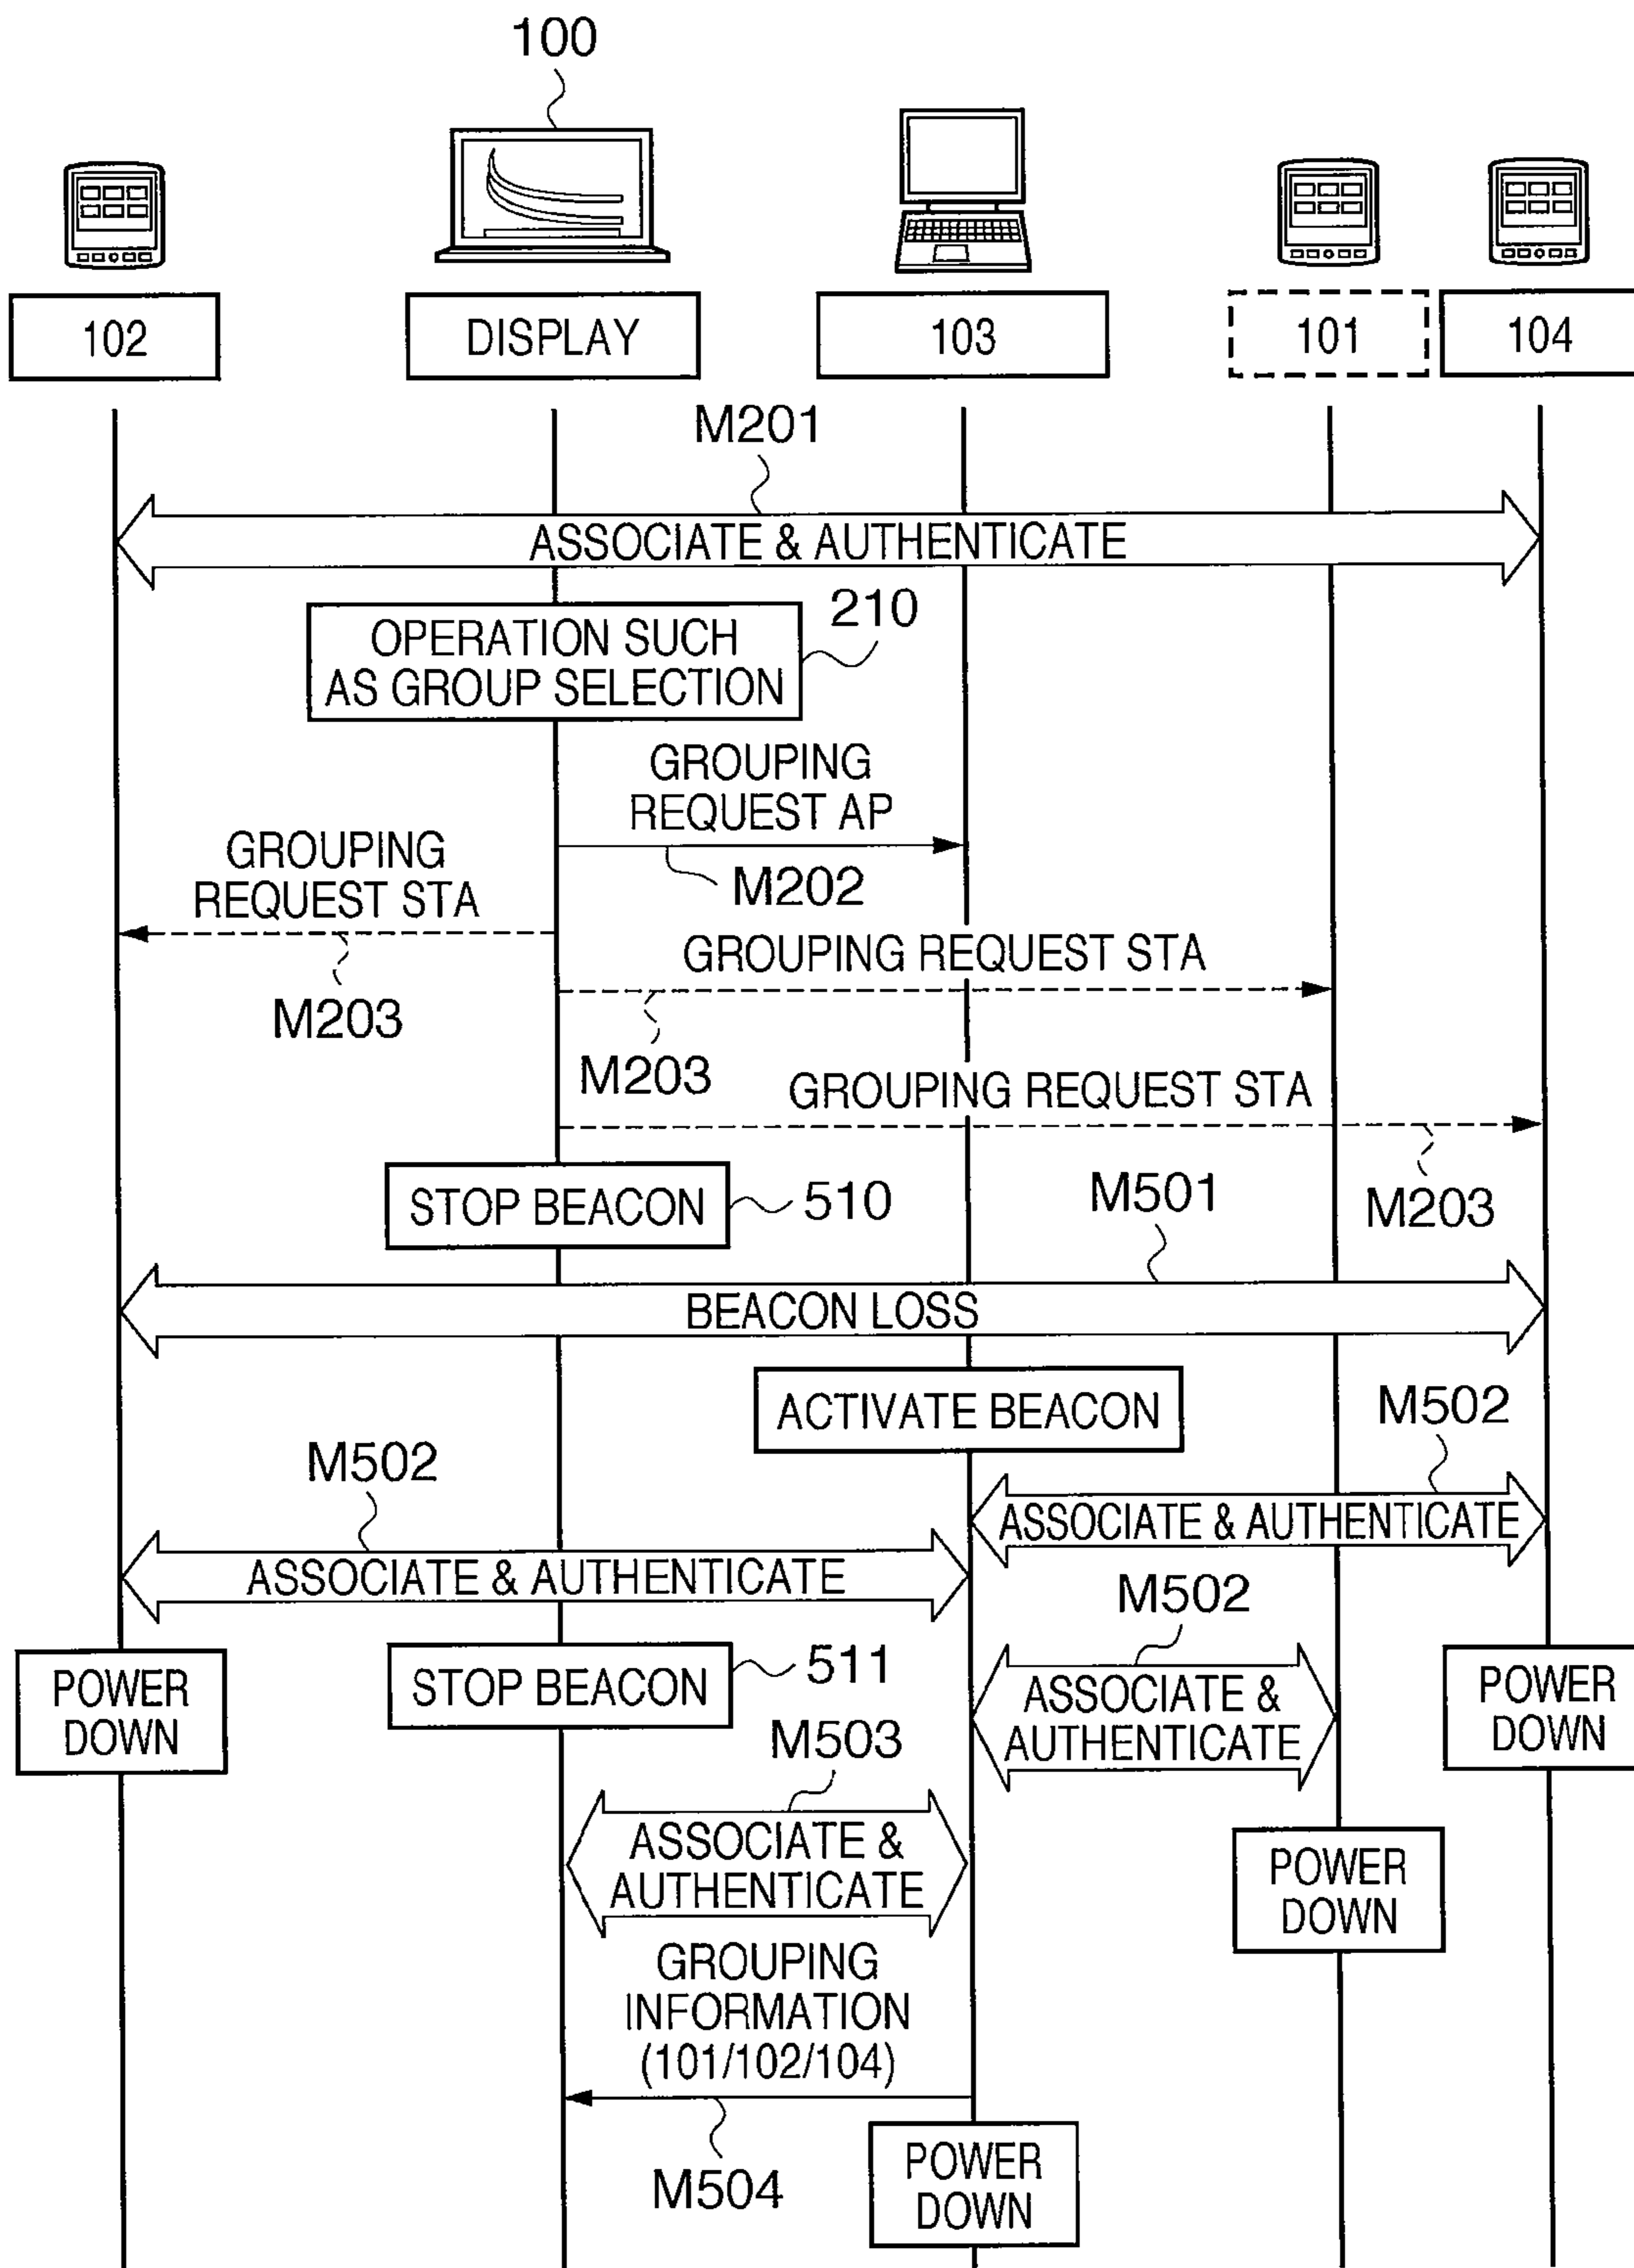 100
102
DISPLAY
103
101
104
M201
ASSOCIATE & AUTHENTICATE
210
OPERATION SUCH
AS GROUP SELECTION
GROUPING
REQUEST AP
M202
GROUPING
REQUEST STA
M203
GROUPING REQUEST STA
M203
GROUPING REQUEST STA
M203
STOP BEACON
510
M501
BEACON LOSS
ACTIVATE BEACON
M502
ASSOCIATE & AUTHENTICATE
M502
ASSOCIATE & AUTHENTICATE
M502
ASSOCIATE &
AUTHENTICATE
POWER
DOWN
STOP BEACON
511
POWER
DOWN
M503
ASSOCIATE &
AUTHENTICATE
POWER
DOWN
GROUPING
INFORMATION
(101/102/104)
M504
POWER
DOWN